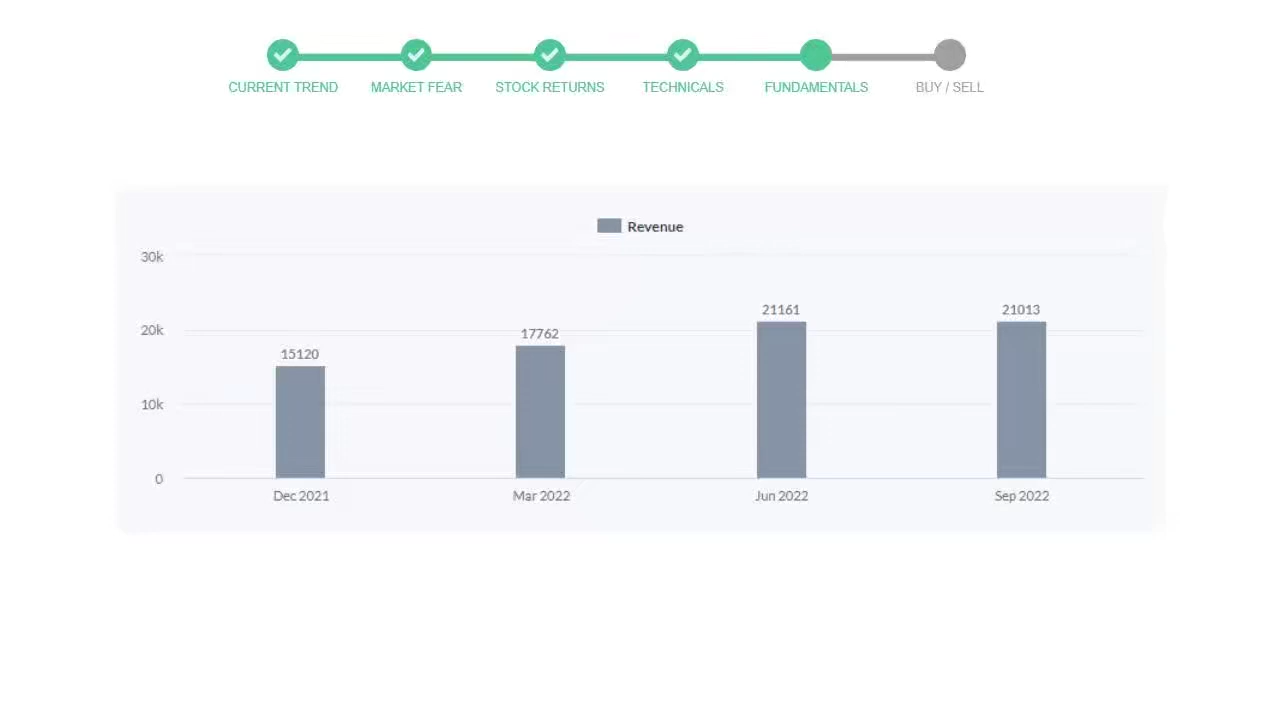 CURRENT TREND MARKET FEAR STOCK RETURNS TECHNICALS FUNDAMENTALS BUY / SELL
Revenue
30k
21161 21013
20k
17762
15120
10k
0
Dec 2021 Mar 2022 Jun 2022 Sep 2022